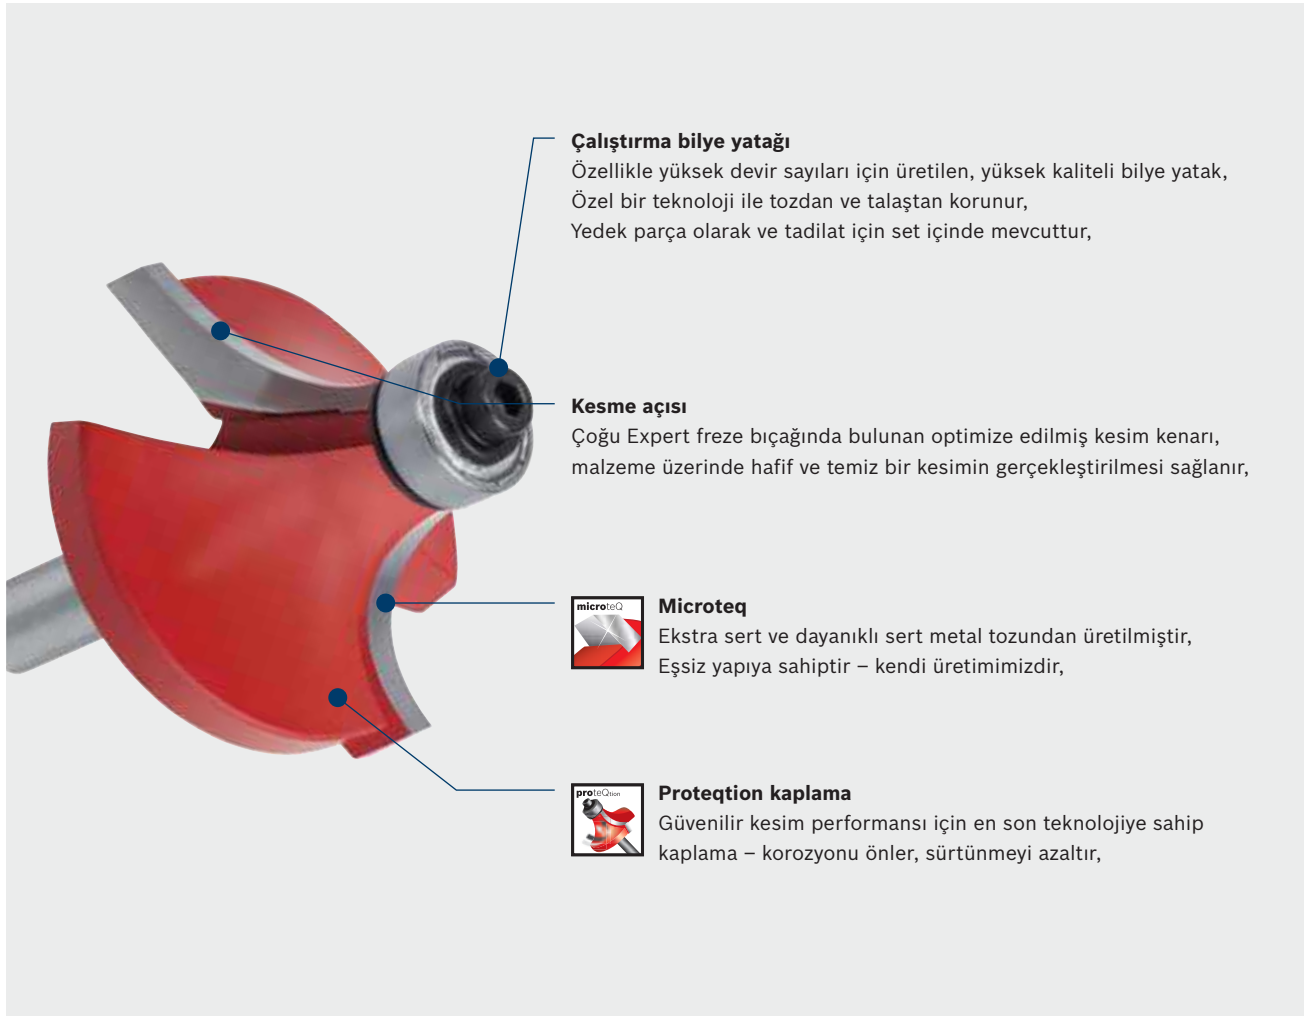 Çalıştırma bilye yatağı
Özellikle yüksek devir sayıları için üretilen, yüksek kaliteli bilye yatak,
Özel bir teknoloji ile tozdan ve talaştan korunur,
Yedek parça olarak ve tadilat için set içinde mevcuttur,
Kesme açısı
Çoğu Expert freze bıçağında bulunan optimize edilmiş kesim kenarı,
malzeme üzerinde hafif ve temiz bir kesimin gerçekleştirilmesi sağlanır,
microteQ
Microteq
Ekstra sert ve dayanıklı sert metal tozundan üretilmiştir,
Eşsiz yapıya sahiptir – kendi üretimimizdir,
proteQtion
Proteqtion kaplama
Güvenilir kesim performansı için en son teknolojiye sahip
kaplama – korozyonu önler, sürtünmeyi azaltır,